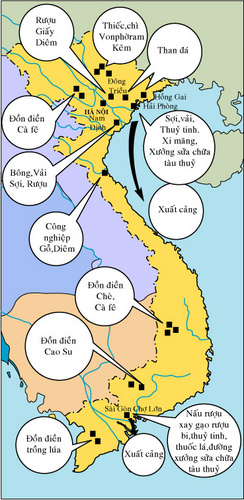 Rượu
Giấy
Diêm
Thiếc,chì
Vonphờram
Kẽm
Than đá
Đông
Triều
Hồng Gai
HÀ NỘI
Hải Phòng
Nam
Định
Đồn điền
Cà fê
Sợi,vải,
Thuỷ tinh.
Xi măng,
Xưởng sửa chữa
tàu thuỷ
Bông,Vải
Sợi, Rượu
Xuất cảng
Công
nghiệp
Gỗ,Diêm
Đồn điền
Chè,
Cà fê
Đồn điền
Cao Su
Sài Gòn Chợ Lớn
Nấu rượu
xay gạo rượu
bi,thuỷ tinh,
thuốc lá,đường
xưởng sửa chữa
tàu thuỷ
Đồn điền
trồng lúa
Xuất cảng